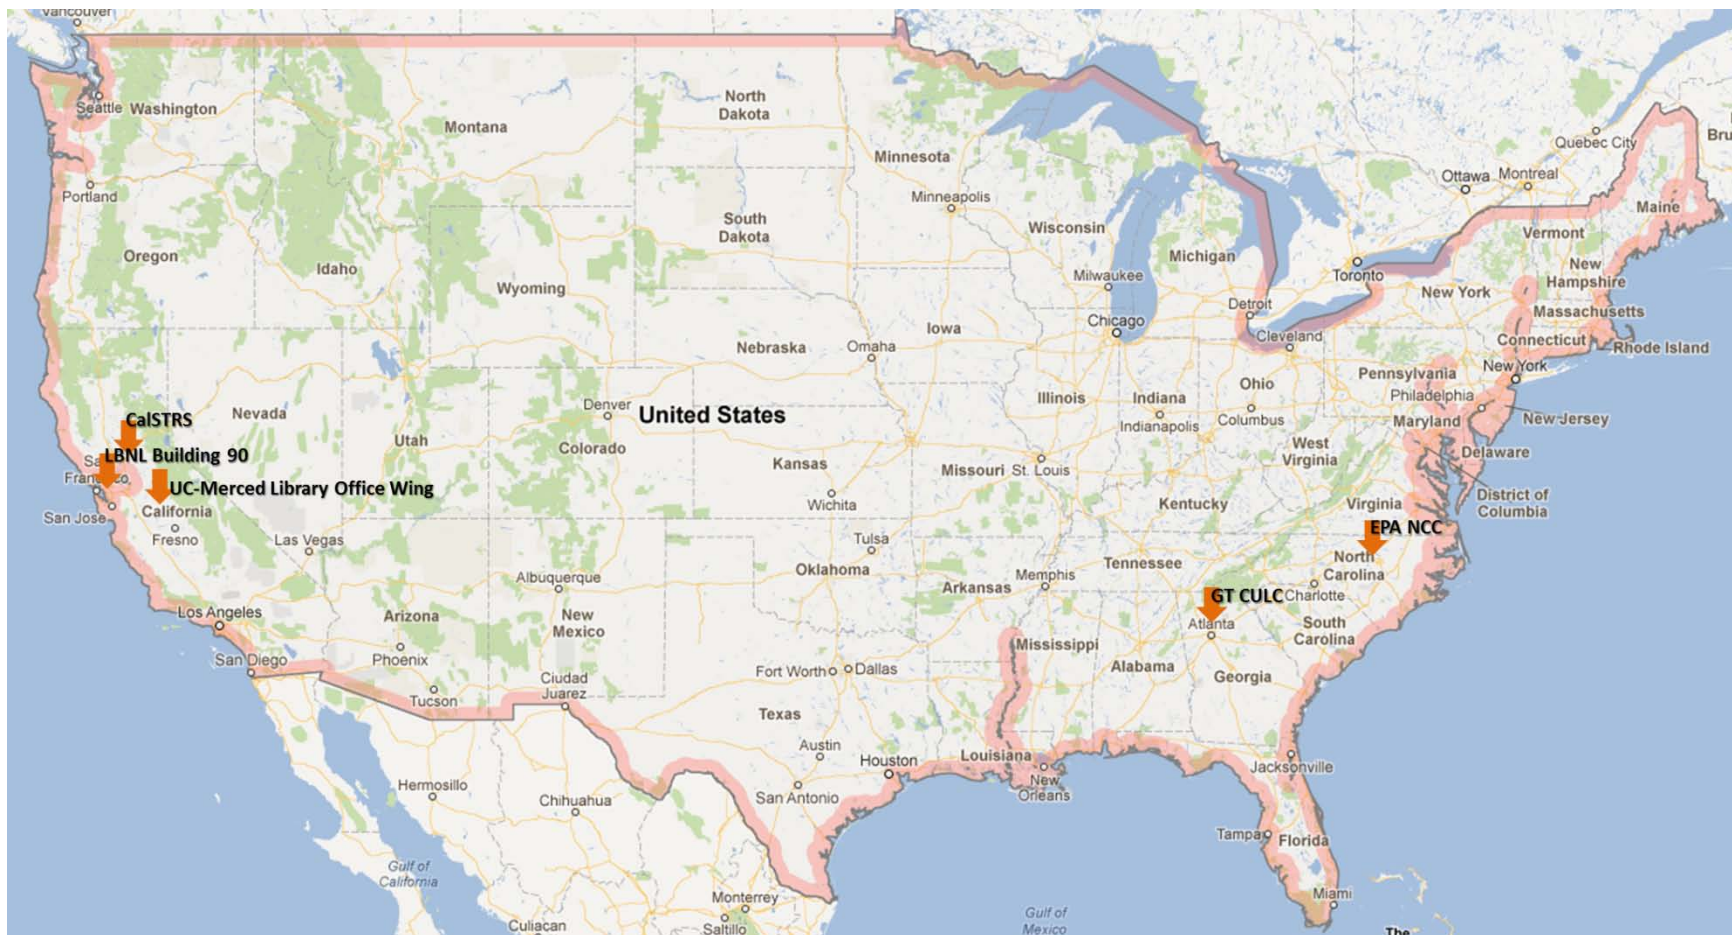 Vancouver
Seattle
Washington
Montana
North
Dakota
Minnesota
Quebec City
Ottawa
Montreal
Bru
Portland
Minneapolis
Maine
South
Dakota
Wisconsin
Vermont
Oregon
Idaho
Michigan
Toronto
New
Hampshire
Wyoming
Milwaukee
Detroit
New York
Massachusetts
Chicago
Iowa
Cleveland
Connecticut
Rhode Island
Nebraska
Omaha
Pennsylvania
New York
Ohio
Philadelphia
Illinois
Indiana
Denver
United States
Nevada
Columbus
Indianapolis
Maryland
New Jersey
CalSTRS
Utah
Colorado
West
Virginia
Delaware
LBNL Building 90
Sa
Francisco
Kansas
Missouri
St. Louis
UC-Merced Library Office Wing
California
San Jose
Wichita
Kentucky
Virginia
District of
Columbia
EPA NCC
Fresno
Las Vegas
Tulsa
Oklahoma
Tennessee
North
Carolina
Albuquerque
Arkansas
Memphis
GT CULC
Charlotte
Los Angeles
Arizona
New
Mexico
Atlanta
South
Carolina
San Diego
Phoenix
Mississippi
Fort Worth
Dallas
Alabama
Georgia
Tucson
Ciudad
Juarez
Texas
Austin
Houston
Louisiana
Jacksonville
New
Orleans
Hermosillo
Chihuahua
San Antonio
Tampa
Florida
Gulf of
California
Monterrey
Miami
Culiacan
Saltillo
Gulf of
Mexico
The